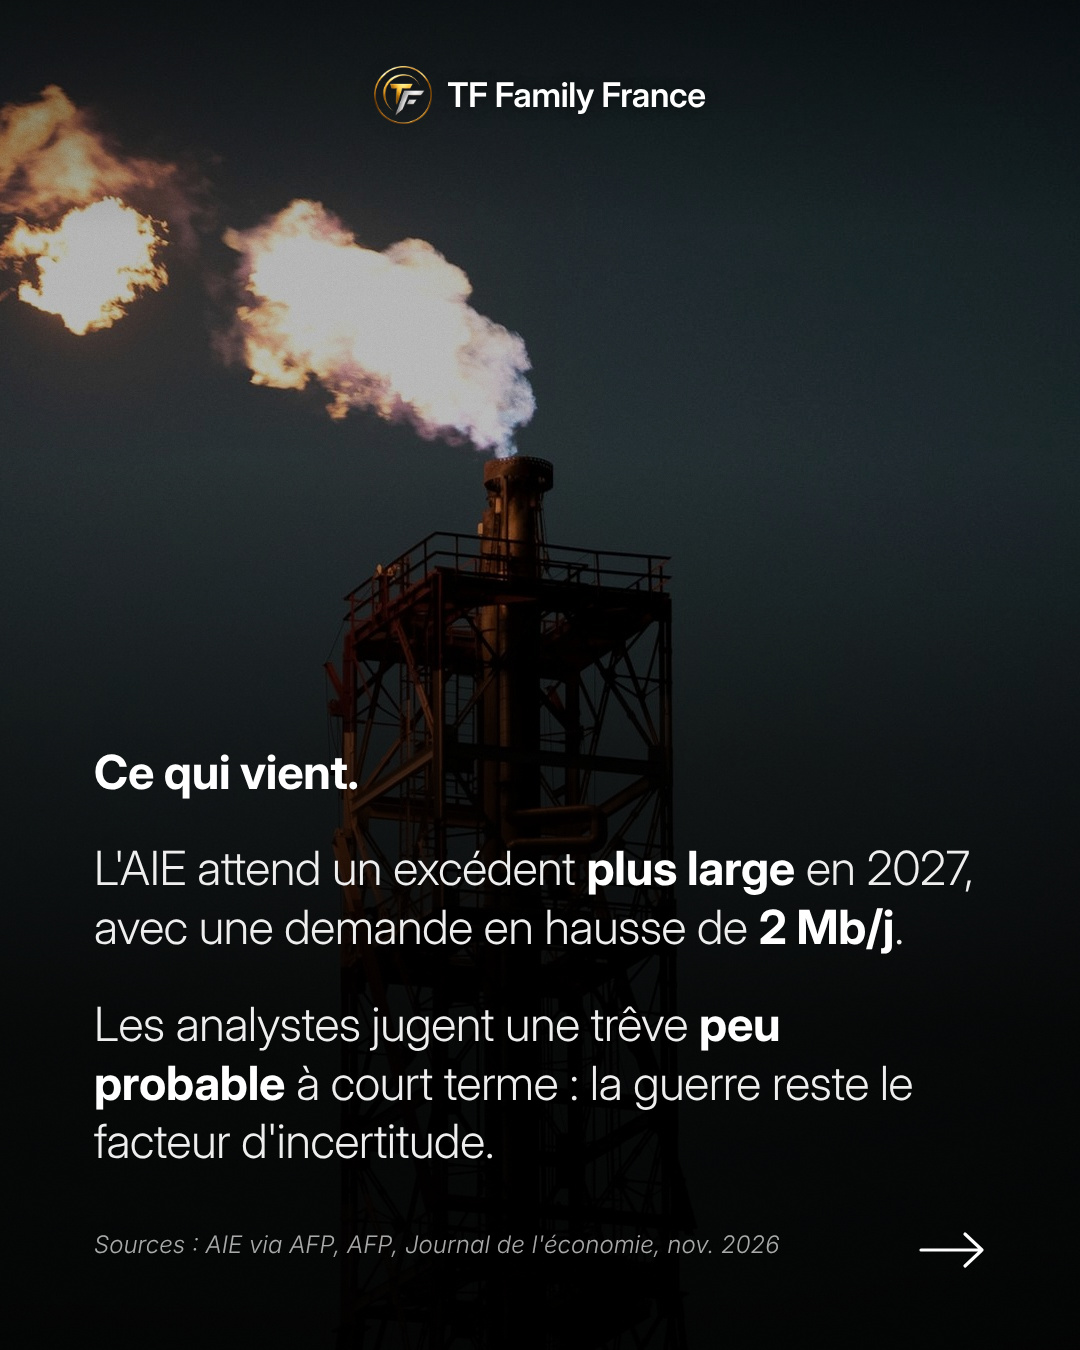 TF TF Family France
Ce qui vient.
L'AIE attend un excédent plus large en 2027,
avec une demande en hausse de 2 Mb/j.
Les analystes jugent une trêve peu
probable à court terme : la guerre reste le
facteur d'incertitude.
Sources : AIE via AFP, AFP, Journal de l'économie, nov. 2026